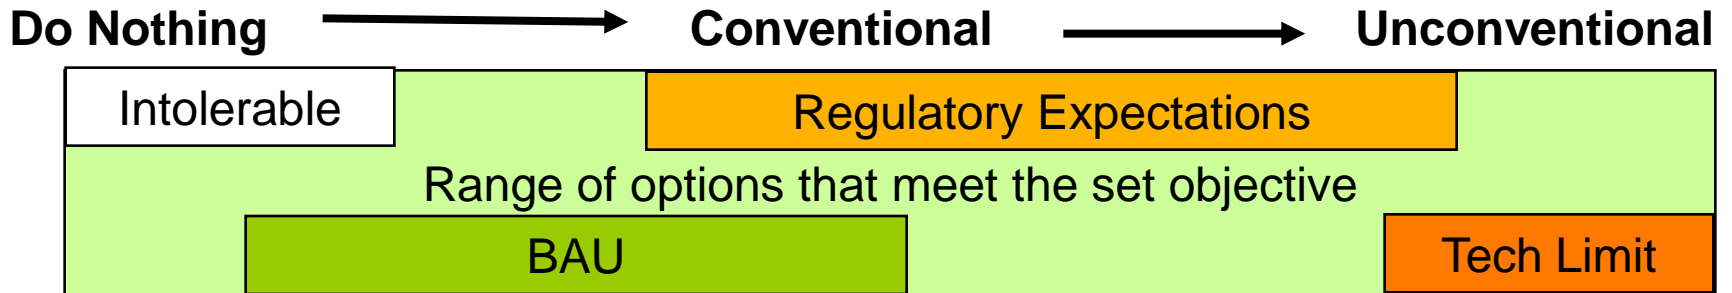 Do Nothing Conventional Unconventional
Intolerable Regulatory Expectations
Range of options that meet the set objective
BAU Tech Limit